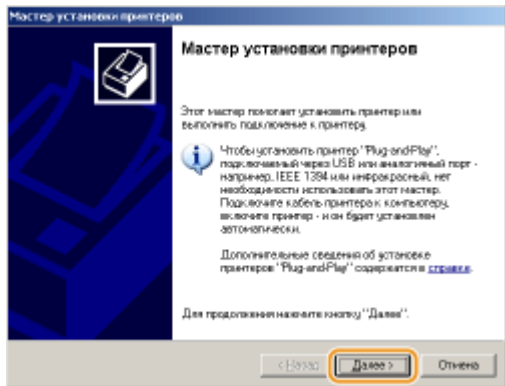 Мастер установки принтеров
Мастер установки принтеров
Этот мастер помогает установить принтер или
выполнить подключение к принтеру.
Чтобы установить принтер "Plug-and-Play",
подключаемый через USB или аналогичный порт -
например, IEEE 1394 или инфракрасный, нет
необходимости использовать этот мастер.
Подключите кабель принтера к компьютеру,
включите принтер - и он будет установлен
автоматически.
Дополнительные сведения об установке
принтеров "Plug-and-Play" содержатся в справке.
Для продолжения нажмите кнопку "Далее".
< Назад
Далее >
Отмена